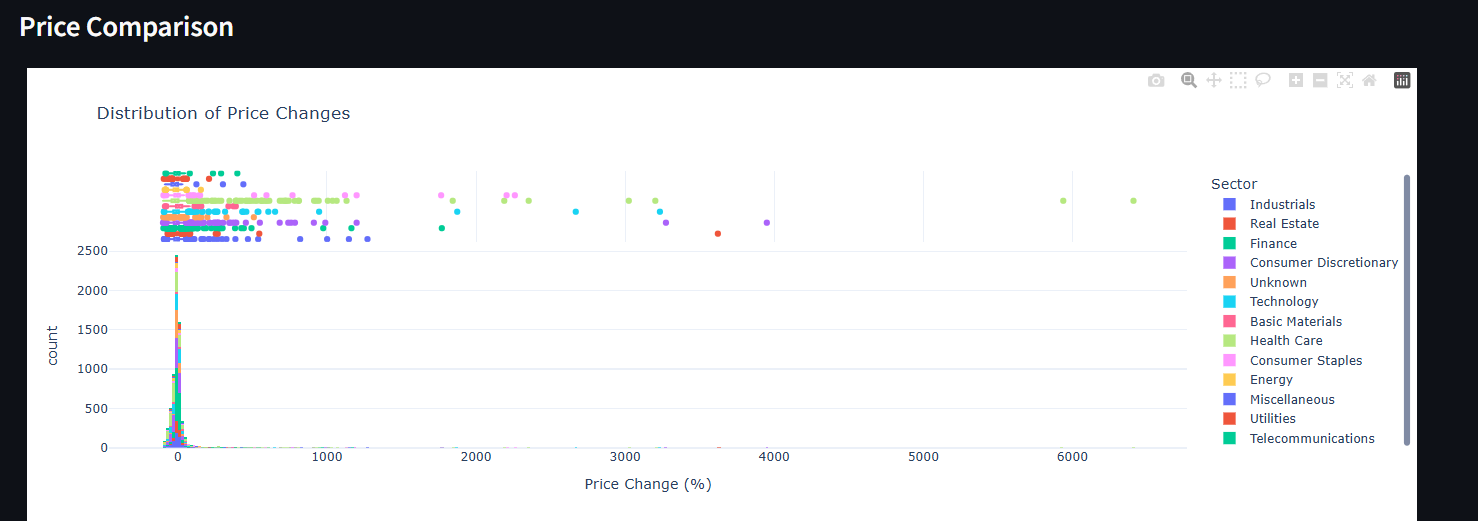 Price Comparison
Distribution of Price Changes
Sector
Industrials
Real Estate
Finance
Consumer Discretionary
Unknown
Technology
Basic Materials
Health Care
Consumer Staples
Energy
Miscellaneous
Utilities
Telecommunications
2500
2000
1500
1000
500
0
count
0 1000 2000 3000 4000 5000 6000
Price Change (%)